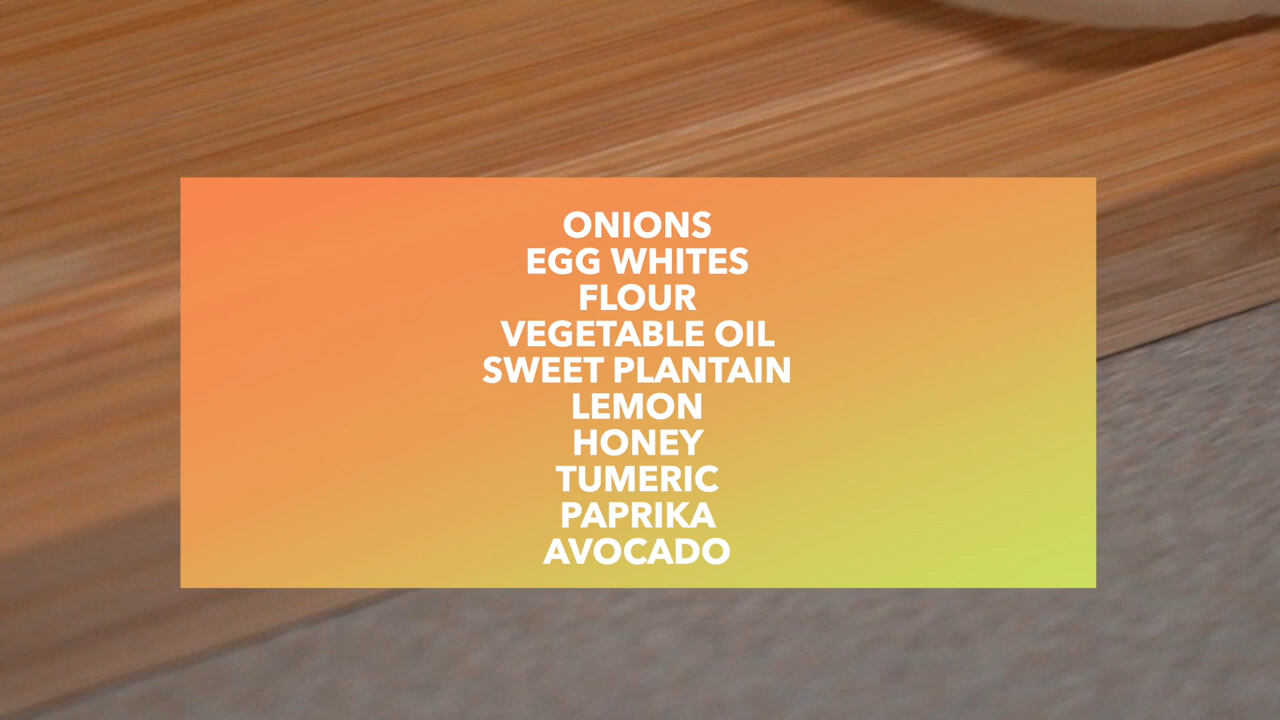 ONIONS
EGG WHITES
FLOUR
VEGETABLE OIL
SWEET PLANTAIN
LEMON
HONEY
TUMERIC
PAPRIKA
AVOCADO